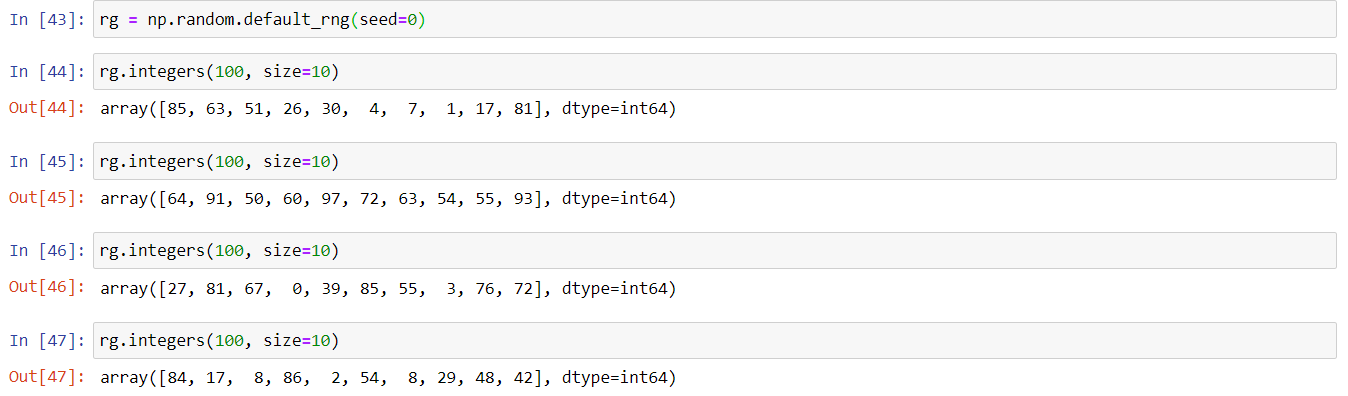 In [43]: rg = np.random.default_rng(seed=0)
In [44]: rg.integers(100, size=10)
Out[44]: array([85, 63, 51, 26, 30,  4,  7,  1, 17, 81], dtype=int64)
In [45]: rg.integers(100, size=10)
Out[45]: array([64, 91, 50, 60, 97, 72, 63, 54, 55, 93], dtype=int64)
In [46]: rg.integers(100, size=10)
Out[46]: array([27, 81, 67,  0, 39, 85, 55,  3, 76, 72], dtype=int64)
In [47]: rg.integers(100, size=10)
Out[47]: array([84, 17,  8, 86,  2, 54,  8, 29, 48, 42], dtype=int64)